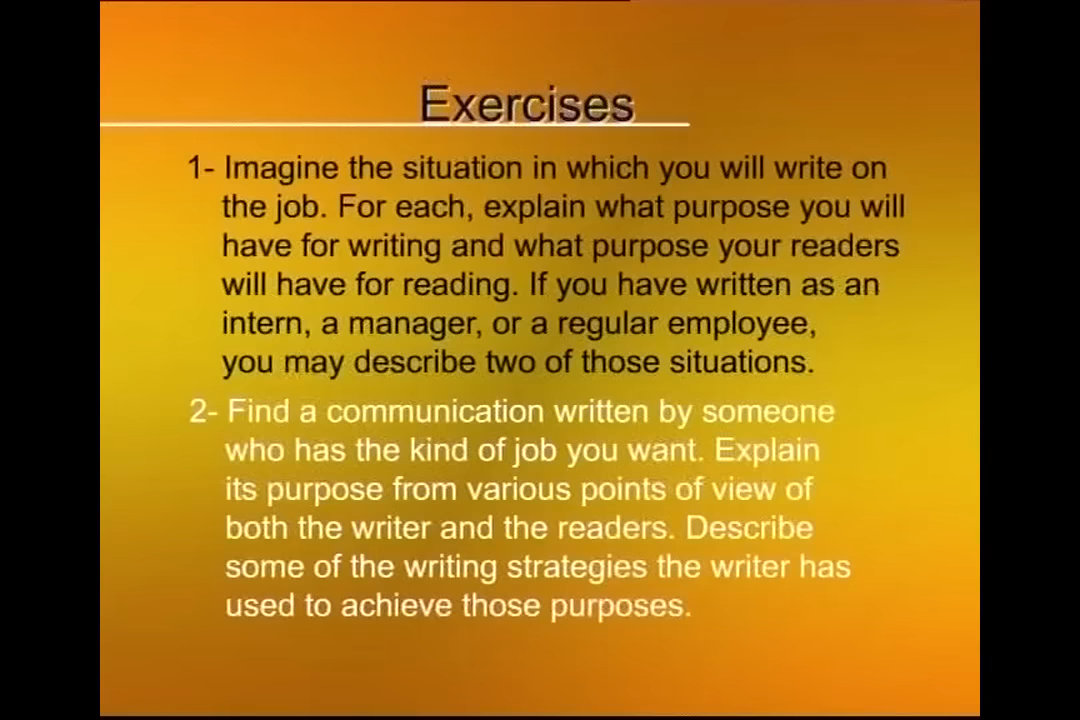 Exercises
1- Imagine the situation in which you will write on
the job. For each, explain what purpose you will
have for writing and what purpose your readers
will have for reading. If you have written as an
intern, a manager, or a regular employee,
you may describe two of those situations.
2- Find a communication written by someone
who has the kind of job you want. Explain
its purpose from various points of view of
both the writer and the readers. Describe
some of the writing strategies the writer has
used to achieve those purposes.